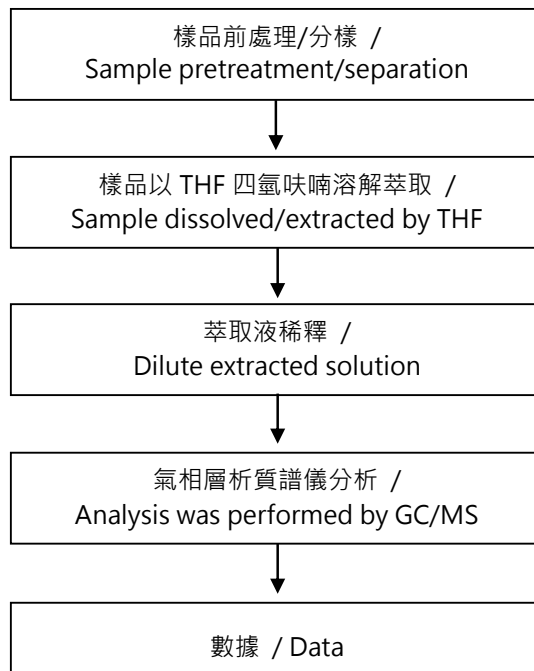 樣品前處理/分樣 /
Sample pretreatment/separation
樣品以 THF 四氫呋喃溶解萃取 /
Sample dissolved/extracted by THF
萃取液稀釋 /
Dilute extracted solution
氣相層析質譜儀分析 /
Analysis was performed by GC/MS
數據 / Data